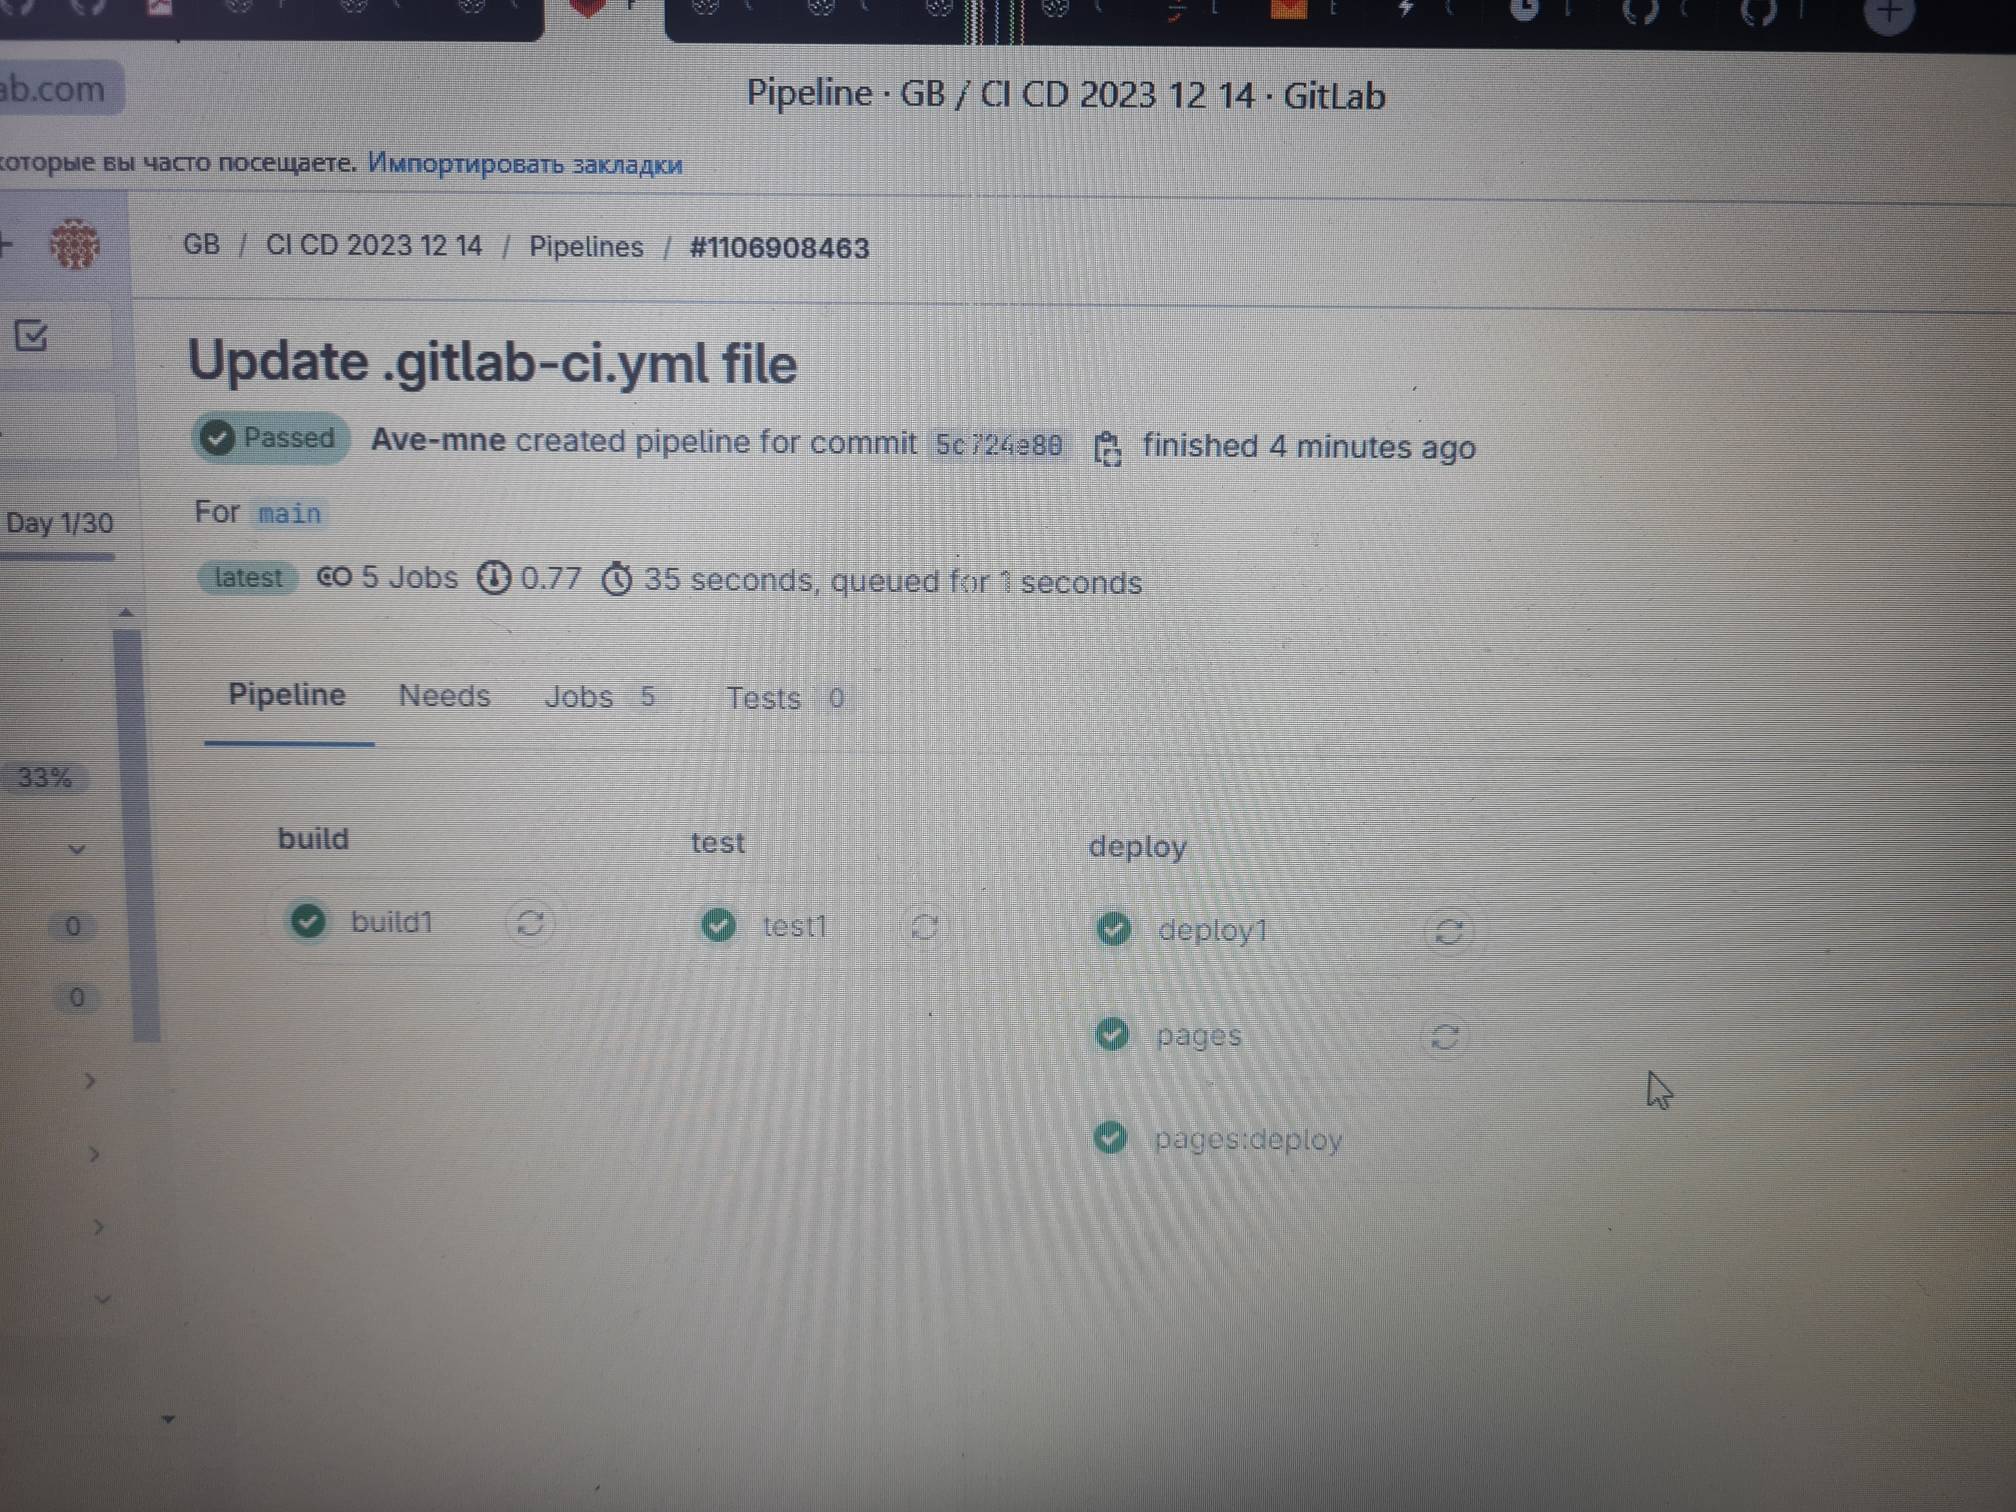 ab.com
Pipeline · GB / CI CD 2023 12 14 · GitLab
которые вы часто посещаете. Импортировать закладки
GB / CI CD 2023 12 14 / Pipelines / #1106908463
Update .gitlab-ci.yml file
Passed Ave-mne created pipeline for commit 5c724e80 finished 4 minutes ago
Day 1/30
For main
latest 5 Jobs 0.77 35 seconds, queued for 1 seconds
Pipeline Needs Jobs 5 Tests 0
33%
build test deploy
build1 test1 deploy1
0
0
pages
pages:deploy